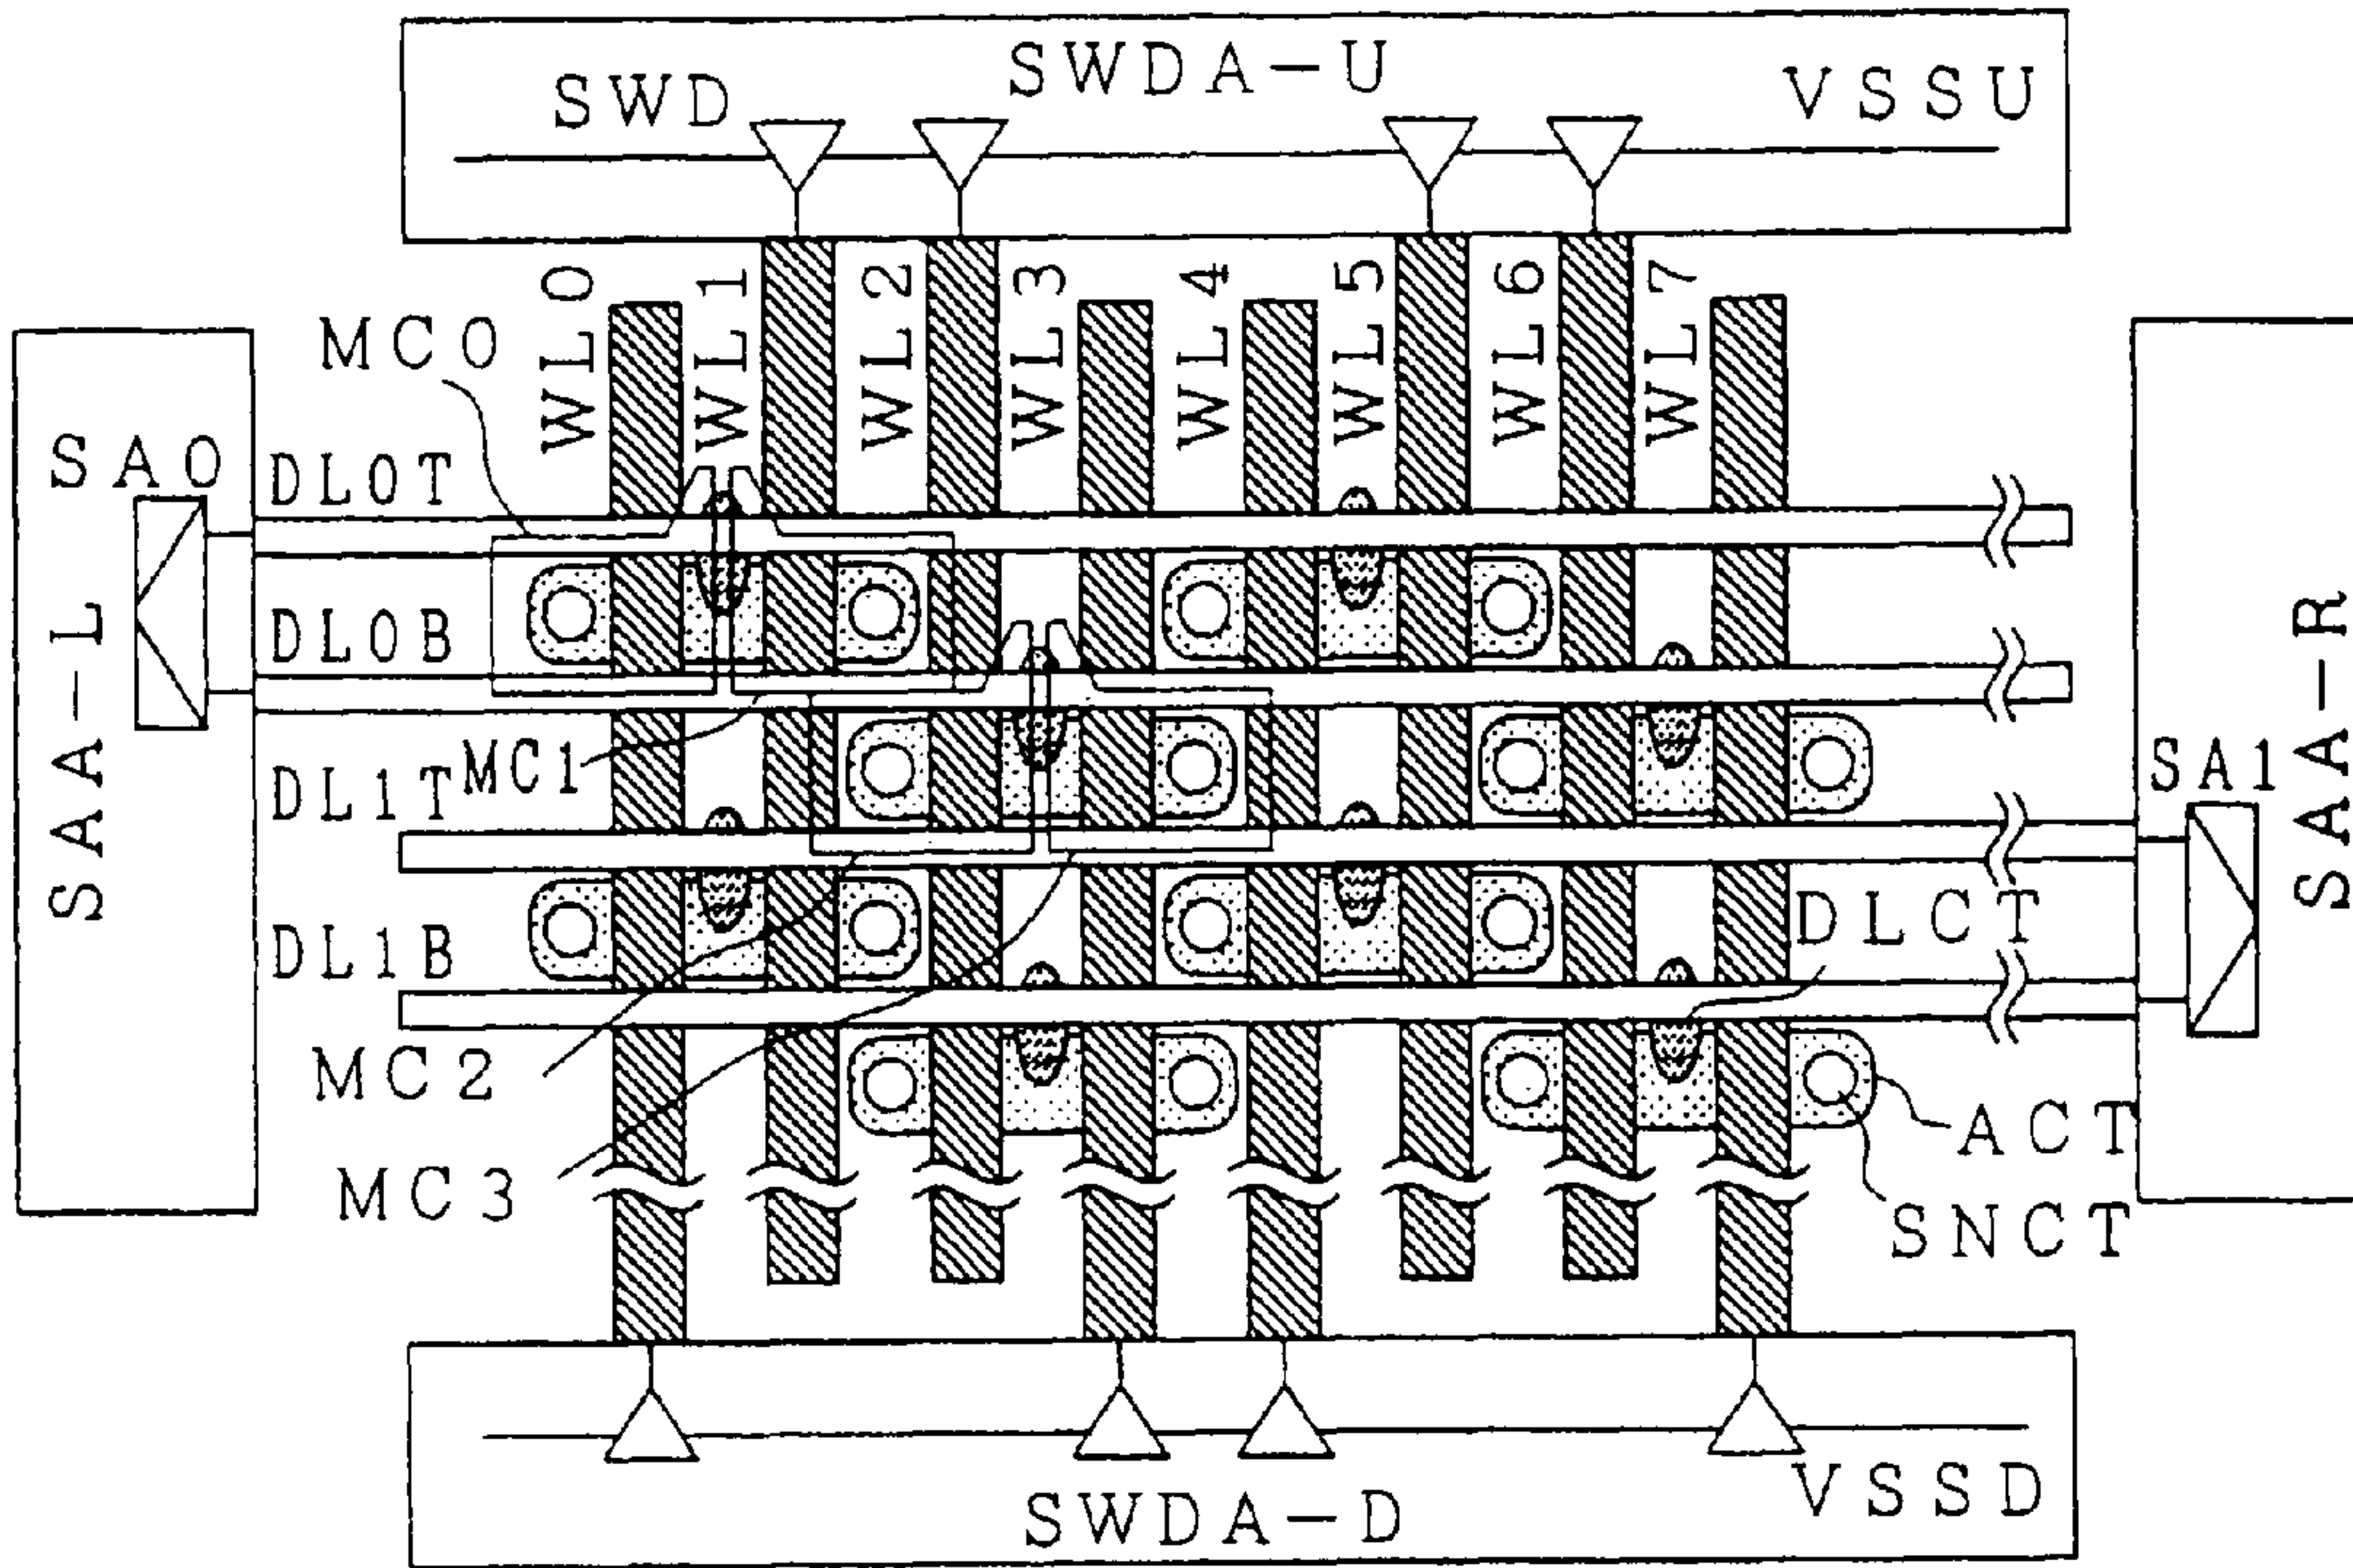 SWDA-U
SWD
VSSU
WL0
WL1
WL2
WL3
WL4
WL5
WL6
WL7
MC0
SA0
DL0T
DL0B
SAA-L
MC1
DL1T
DL1B
SA1
SAA-R
DLCT
MC2
MC3
ACT
SNCT
VSSD
SWDA-D